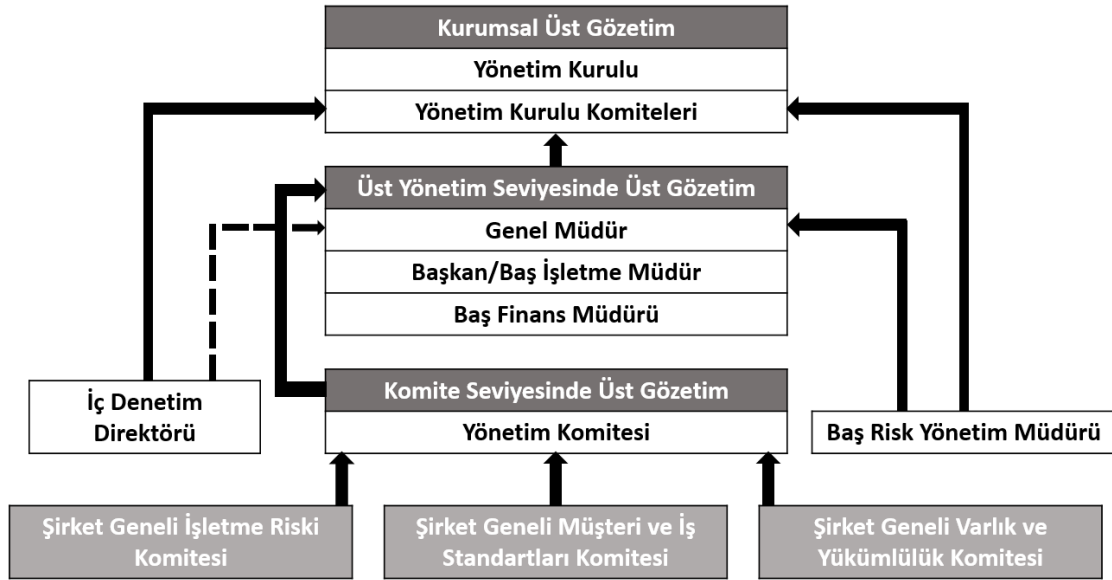 Kurumsal Üst Gözetim
Yönetim Kurulu
Yönetim Kurulu Komiteleri
Üst Yönetim Seviyesinde Üst Gözetim
Genel Müdür
Başkan/Baş İşletme Müdür
Baş Finans Müdürü
İç Denetim
Direktörü
Komite Seviyesinde Üst Gözetim
Yönetim Komitesi
Baş Risk Yönetim Müdürü
Şirket Geneli İşletme Riski
Komitesi
Şirket Geneli Müşteri ve İş
Standartları Komitesi
Şirket Geneli Varlık ve
Yükümlülük Komitesi